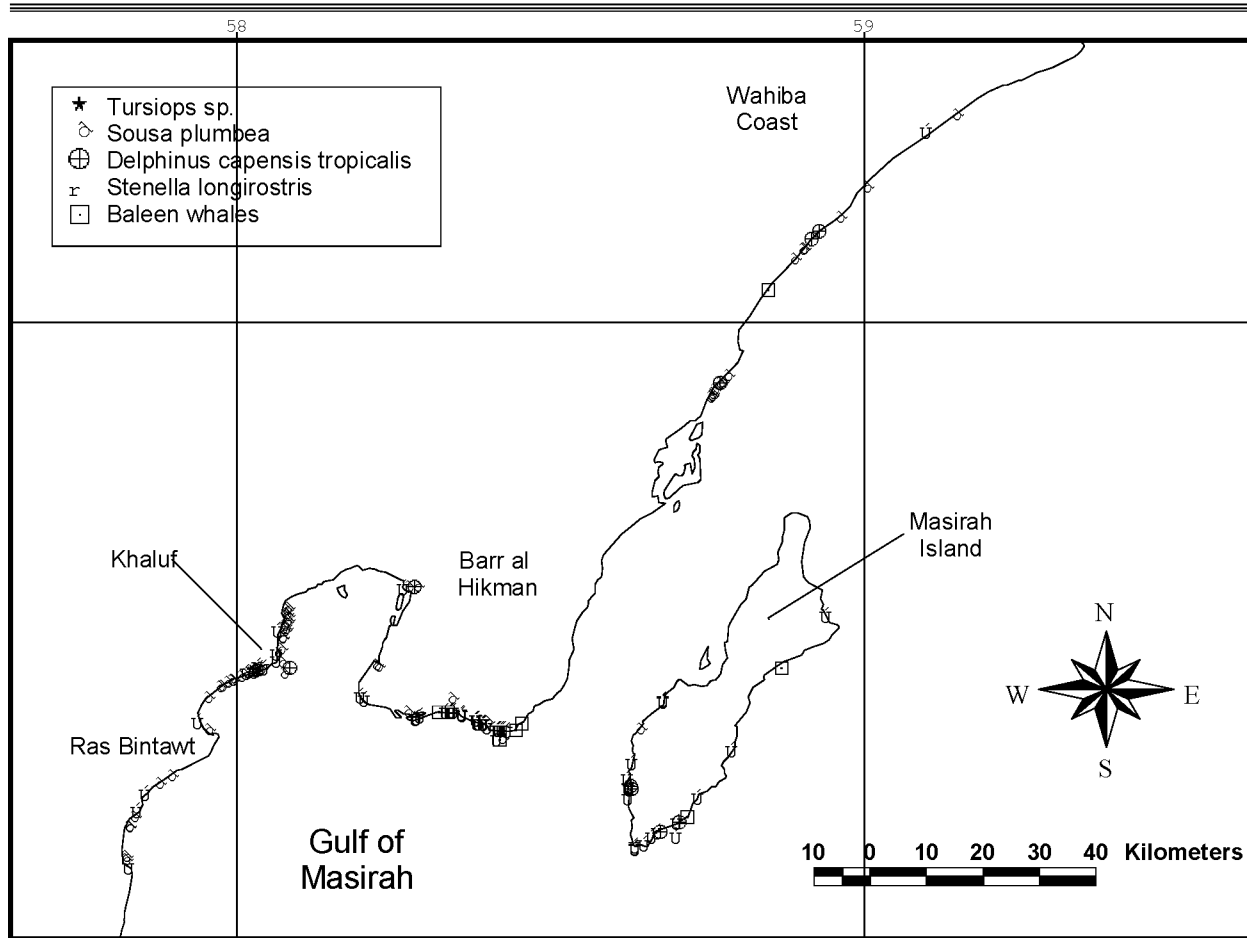 58 59
Tursiops sp.
Sousa plumbea
Delphinus capensis tropicalis
r Stenella longirostris
Baleen whales
Wahiba
Coast
Masirah
Island
Khaluf
Barr al
Hikman
Ras Bintawt
Gulf of
Masirah
N
W E
S
10 0 10 20 30 40 Kilometers